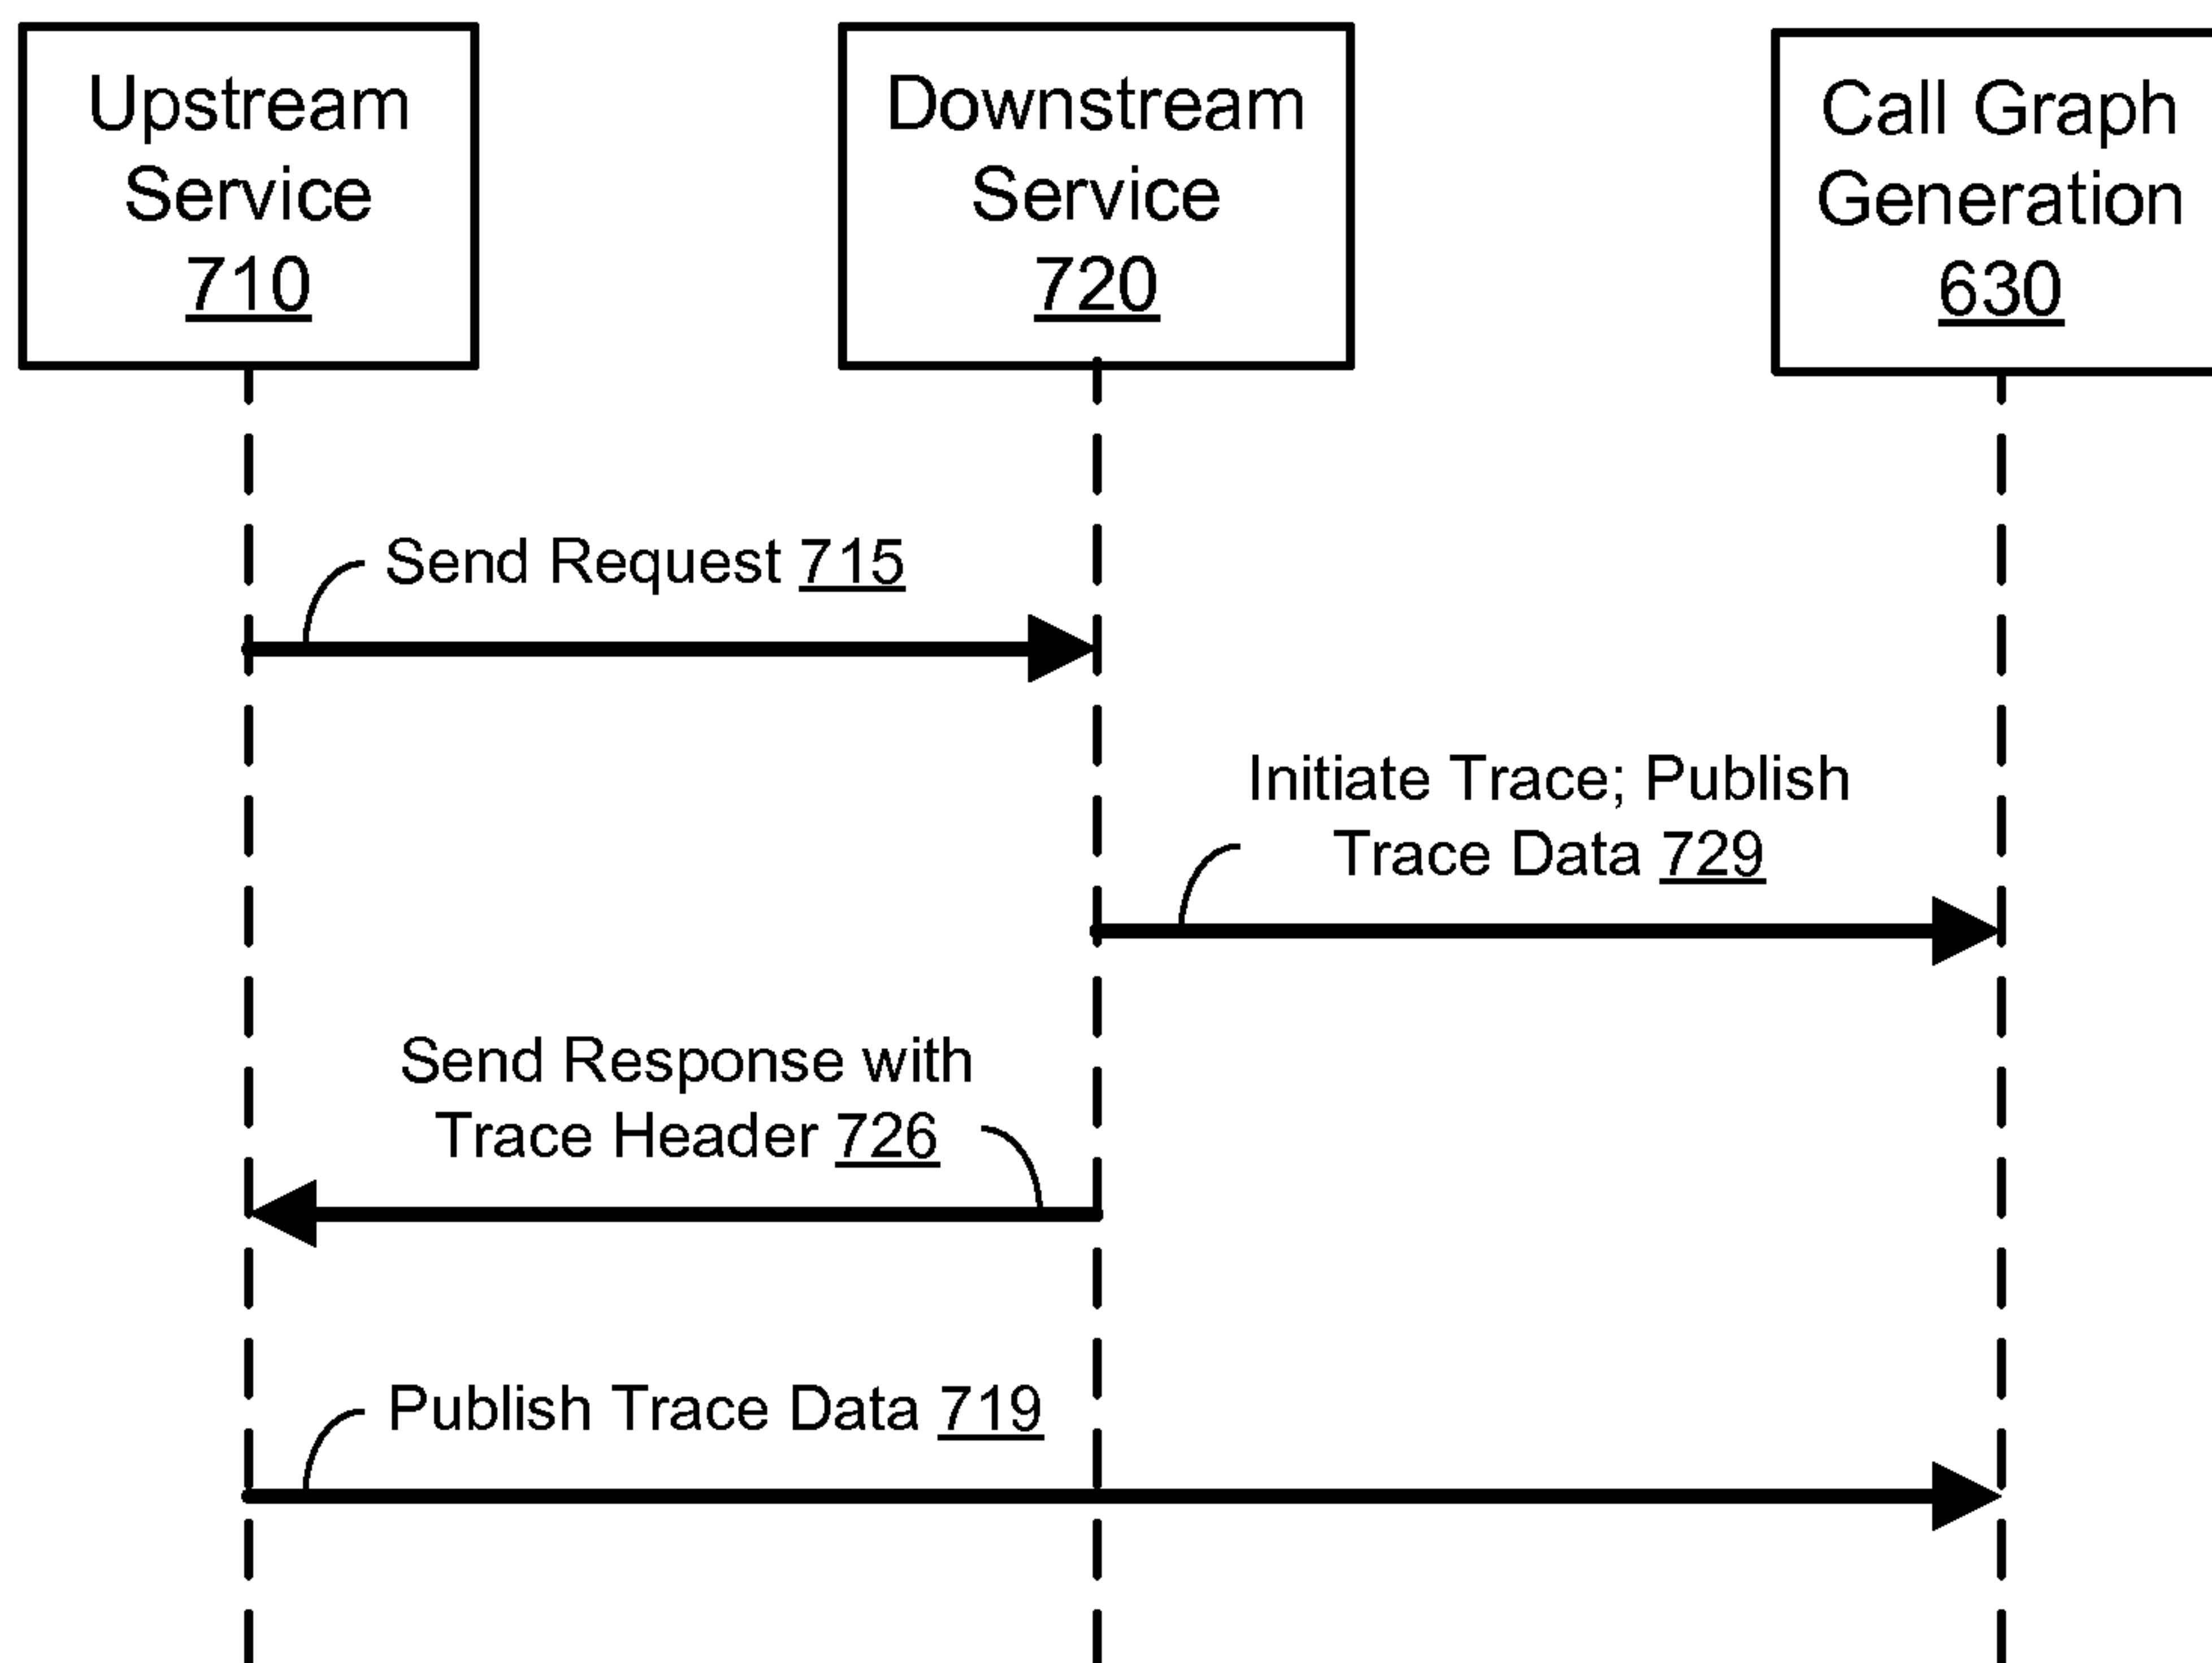 Upstream
Service
710
Downstream
Service
720
Call Graph
Generation
630
Send Request 715
Initiate Trace; Publish
Trace Data 729
Send Response with
Trace Header 726
Publish Trace Data 719